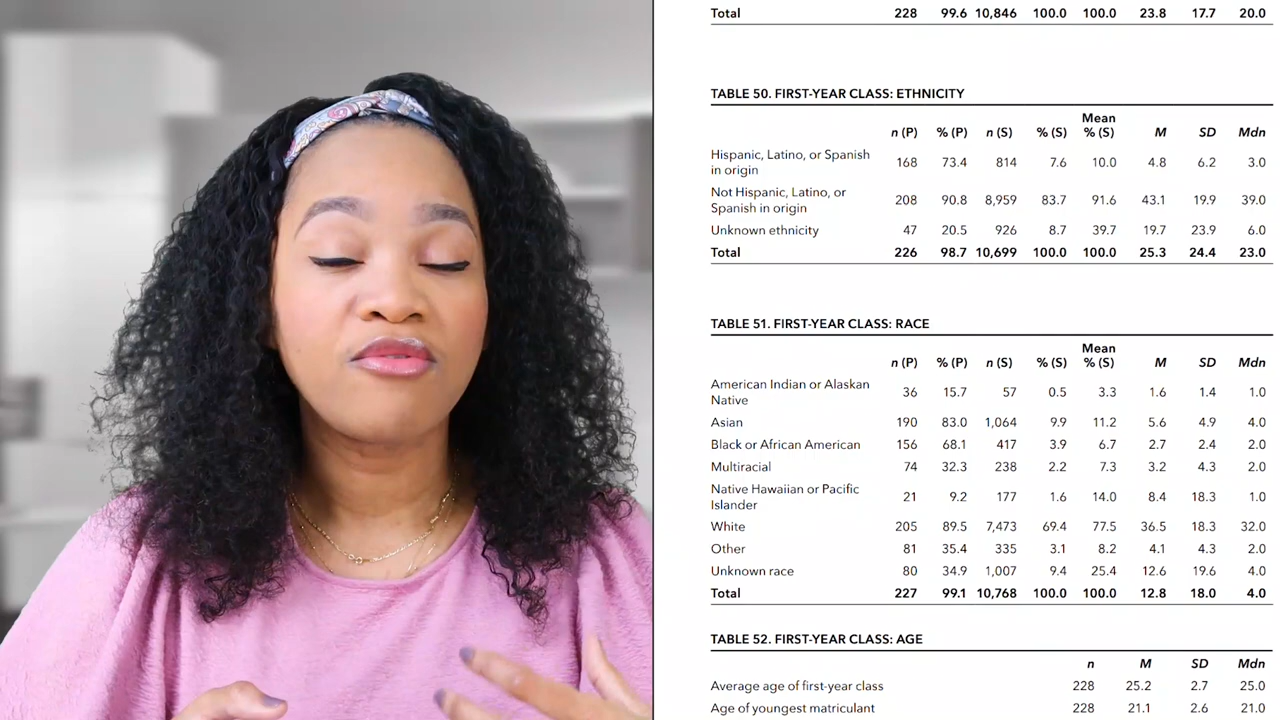 Total 228 99.6 10,846 100.0 100.0 23.8 17.7 20.0
TABLE 50. FIRST-YEAR CLASS: ETHNICITY
n (P) % (P) n (S) % (S) Mean % (S) M SD Mdn
Hispanic, Latino, or Spanish
in origin 168 73.4 814 7.6 10.0 4.8 6.2 3.0
Not Hispanic, Latino, or
Spanish in origin 208 90.8 8,959 83.7 91.6 43.1 19.9 39.0
Unknown ethnicity 47 20.5 926 8.7 39.7 19.7 23.9 6.0
Total 226 98.7 10,699 100.0 100.0 25.3 24.4 23.0
TABLE 51. FIRST-YEAR CLASS: RACE
n (P) % (P) n (S) % (S) Mean % (S) M SD Mdn
American Indian or Alaskan
Native 36 15.7 57 0.5 3.3 1.6 1.4 1.0
Asian 190 83.0 1,064 9.9 11.2 5.6 4.9 4.0
Black or African American 156 68.1 417 3.9 6.7 2.7 2.4 2.0
Multiracial 74 32.3 238 2.2 7.3 3.2 4.3 2.0
Native Hawaiian or Pacific
Islander 21 9.2 177 1.6 14.0 8.4 18.3 1.0
White 205 89.5 7,473 69.4 77.5 36.5 18.3 32.0
Other 81 35.4 335 3.1 8.2 4.1 4.3 2.0
Unknown race 80 34.9 1,007 9.4 25.4 12.6 19.6 4.0
Total 227 99.1 10,768 100.0 100.0 12.8 18.0 4.0
TABLE 52. FIRST-YEAR CLASS: AGE
n M SD Mdn
Average age of first-year class 228 25.2 2.7 25.0
Age of youngest matriculant 228 21.1 2.6 21.0